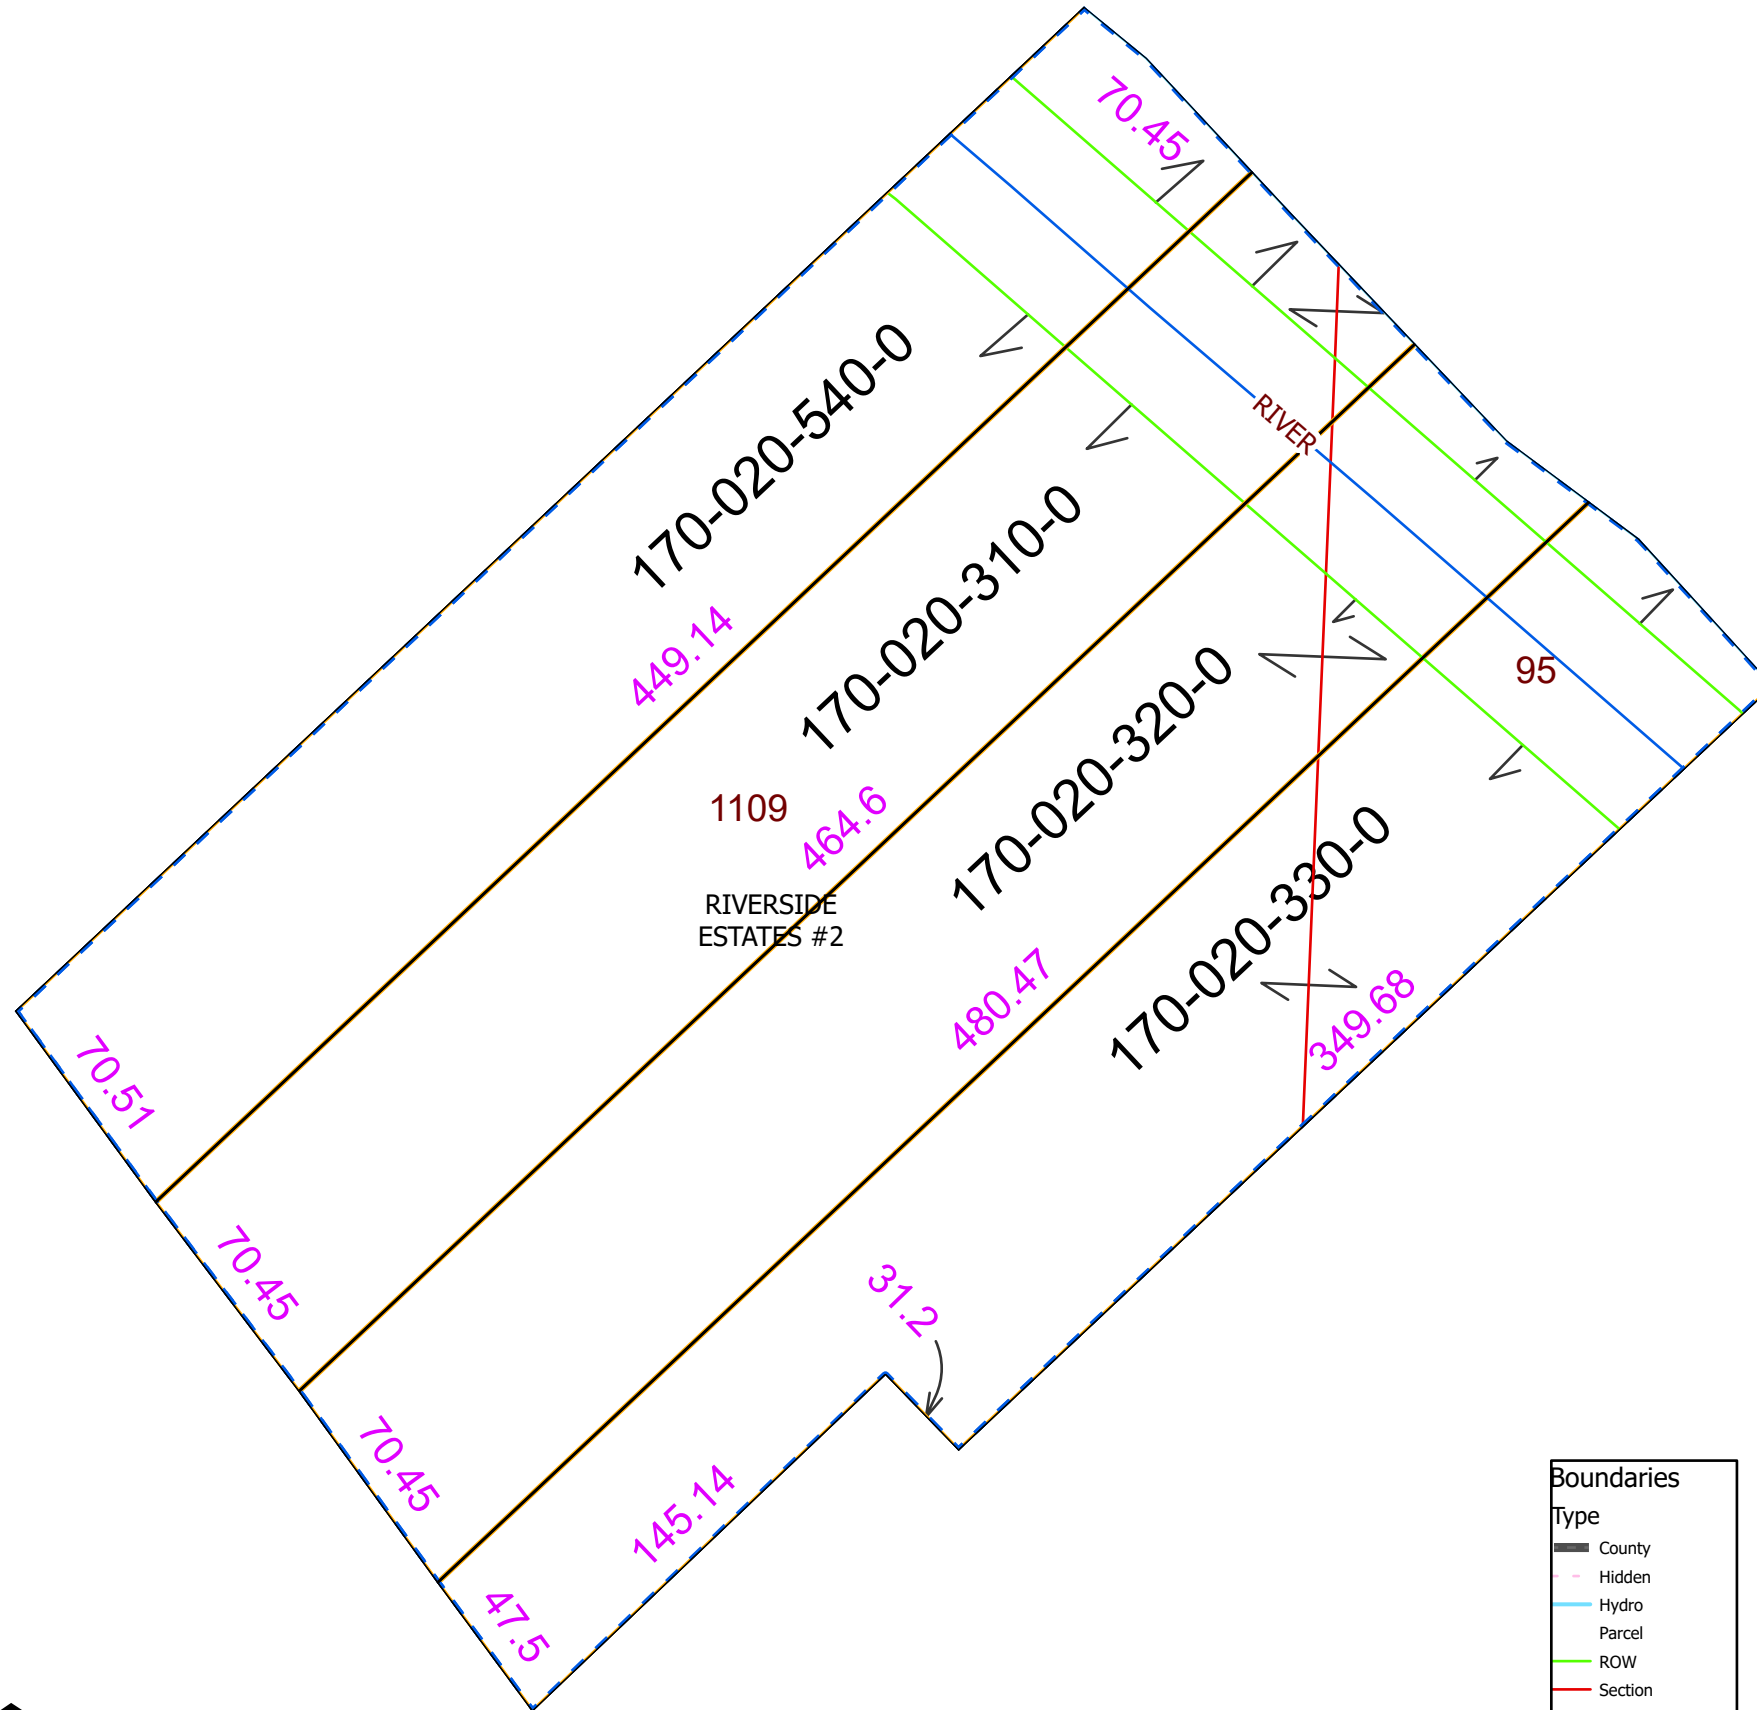 70.45
170-020-540-0
RIVER
449.14
170-020-310-0
95
1109
464.6
170-020-320-0
RIVERSIDE
ESTATES #2
480.47
170-020-330-0
349.68
70.51
70.45
31.2
70.45
145.14
47.5
Boundaries
Type
County
Hidden
Hydro
Parcel
ROW
Section